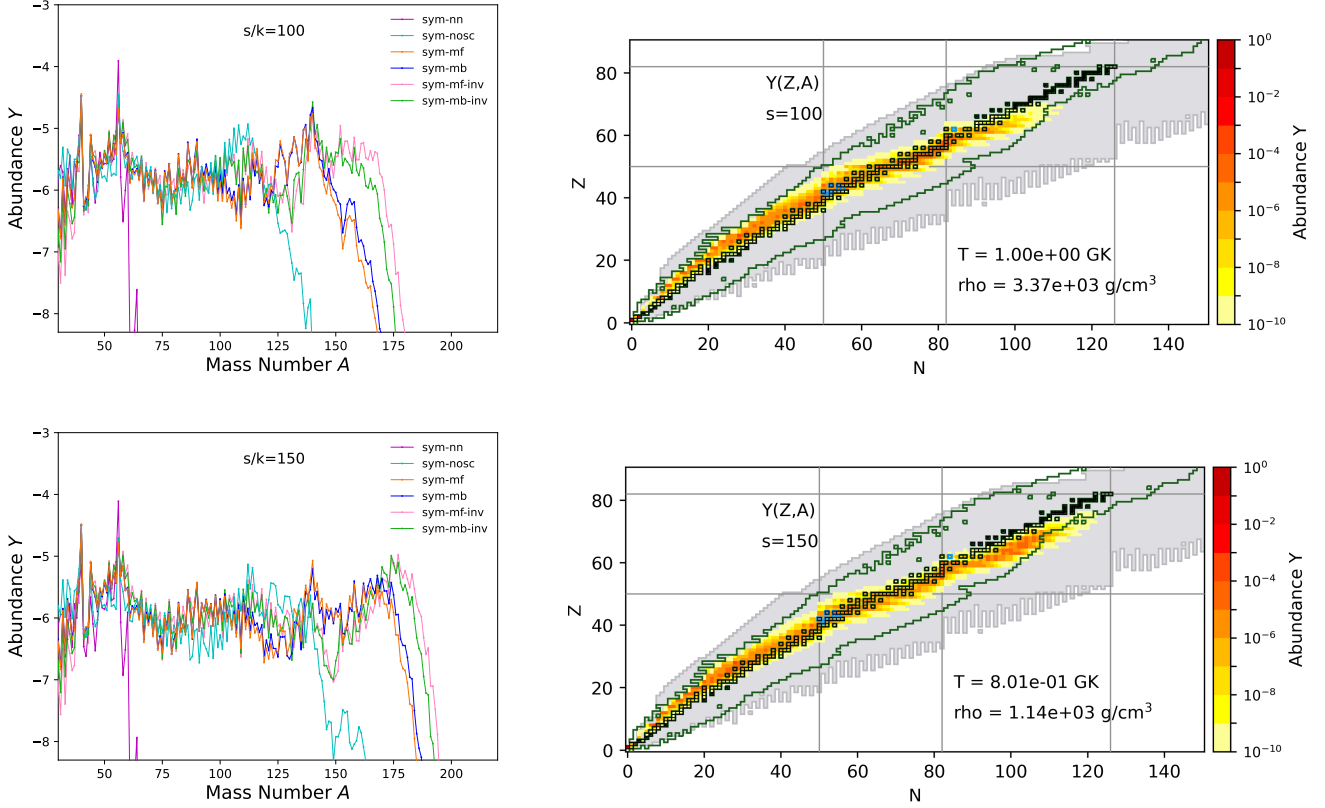 s/k=100
sym-nn
sym-nosc
sym-mf
sym-mb
sym-mf-inv
sym-mb-inv
−3
−4
−5
−6
−7
−8
Abundance Y
50
75
100
125
150
175
200
Mass Number A
Y(Z,A)
s=100
T = 1.00e+00 GK
rho = 3.37e+03 g/cm³
80
60
40
20
0
Z
0
20
40
60
80
100
120
140
N
10⁰
10⁻²
10⁻⁴
10⁻⁶
10⁻⁸
10⁻¹⁰
Abundance Y
s/k=150
sym-nn
sym-nosc
sym-mf
sym-mb
sym-mf-inv
sym-mb-inv
−3
−4
−5
−6
−7
−8
Abundance Y
50
75
100
125
150
175
200
Mass Number A
Y(Z,A)
s=150
T = 8.01e-01 GK
rho = 1.14e+03 g/cm³
80
60
40
20
0
Z
0
20
40
60
80
100
120
140
N
10⁰
10⁻²
10⁻⁴
10⁻⁶
10⁻⁸
10⁻¹⁰
Abundance Y